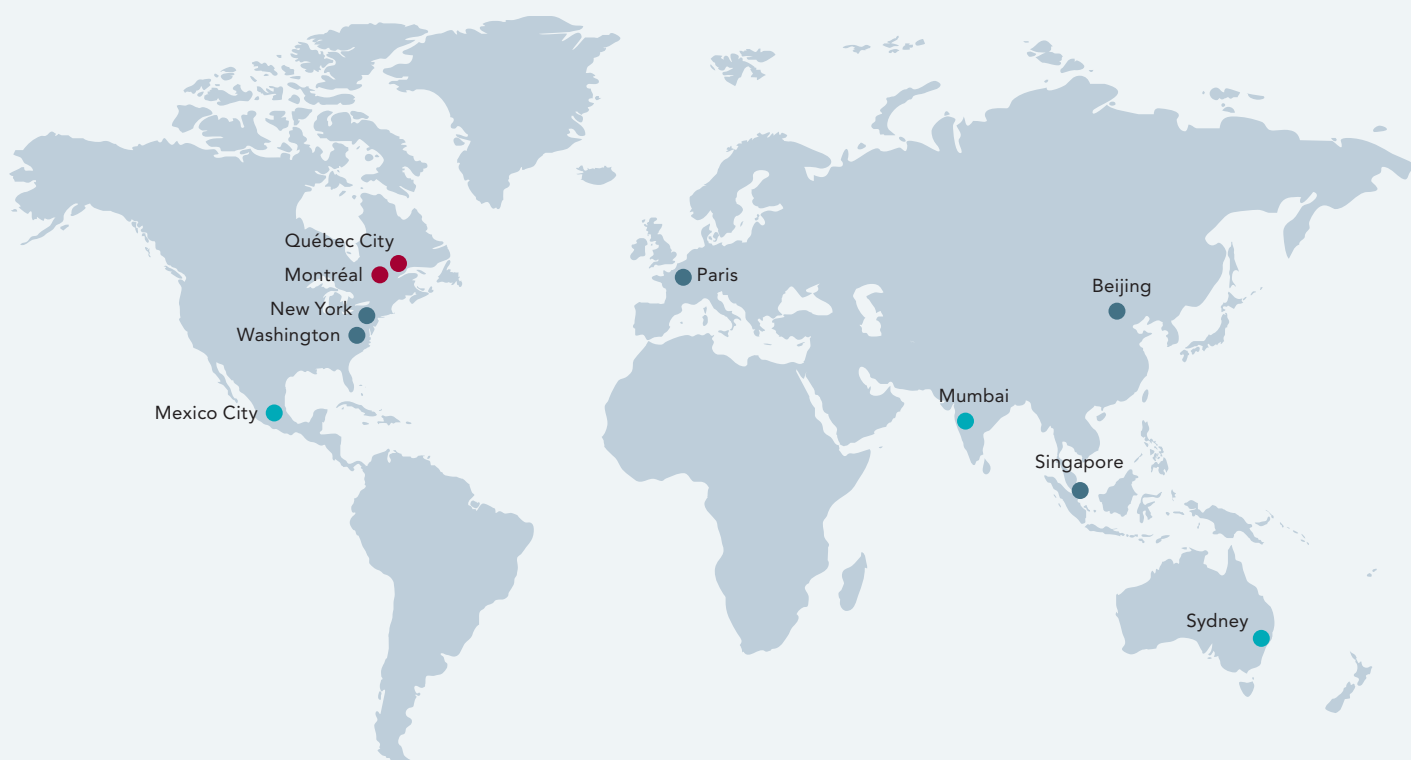 Québec City
Montréal
New York
Washington
Mexico City
Paris
Beijing
Mumbai
Singapore
Sydney